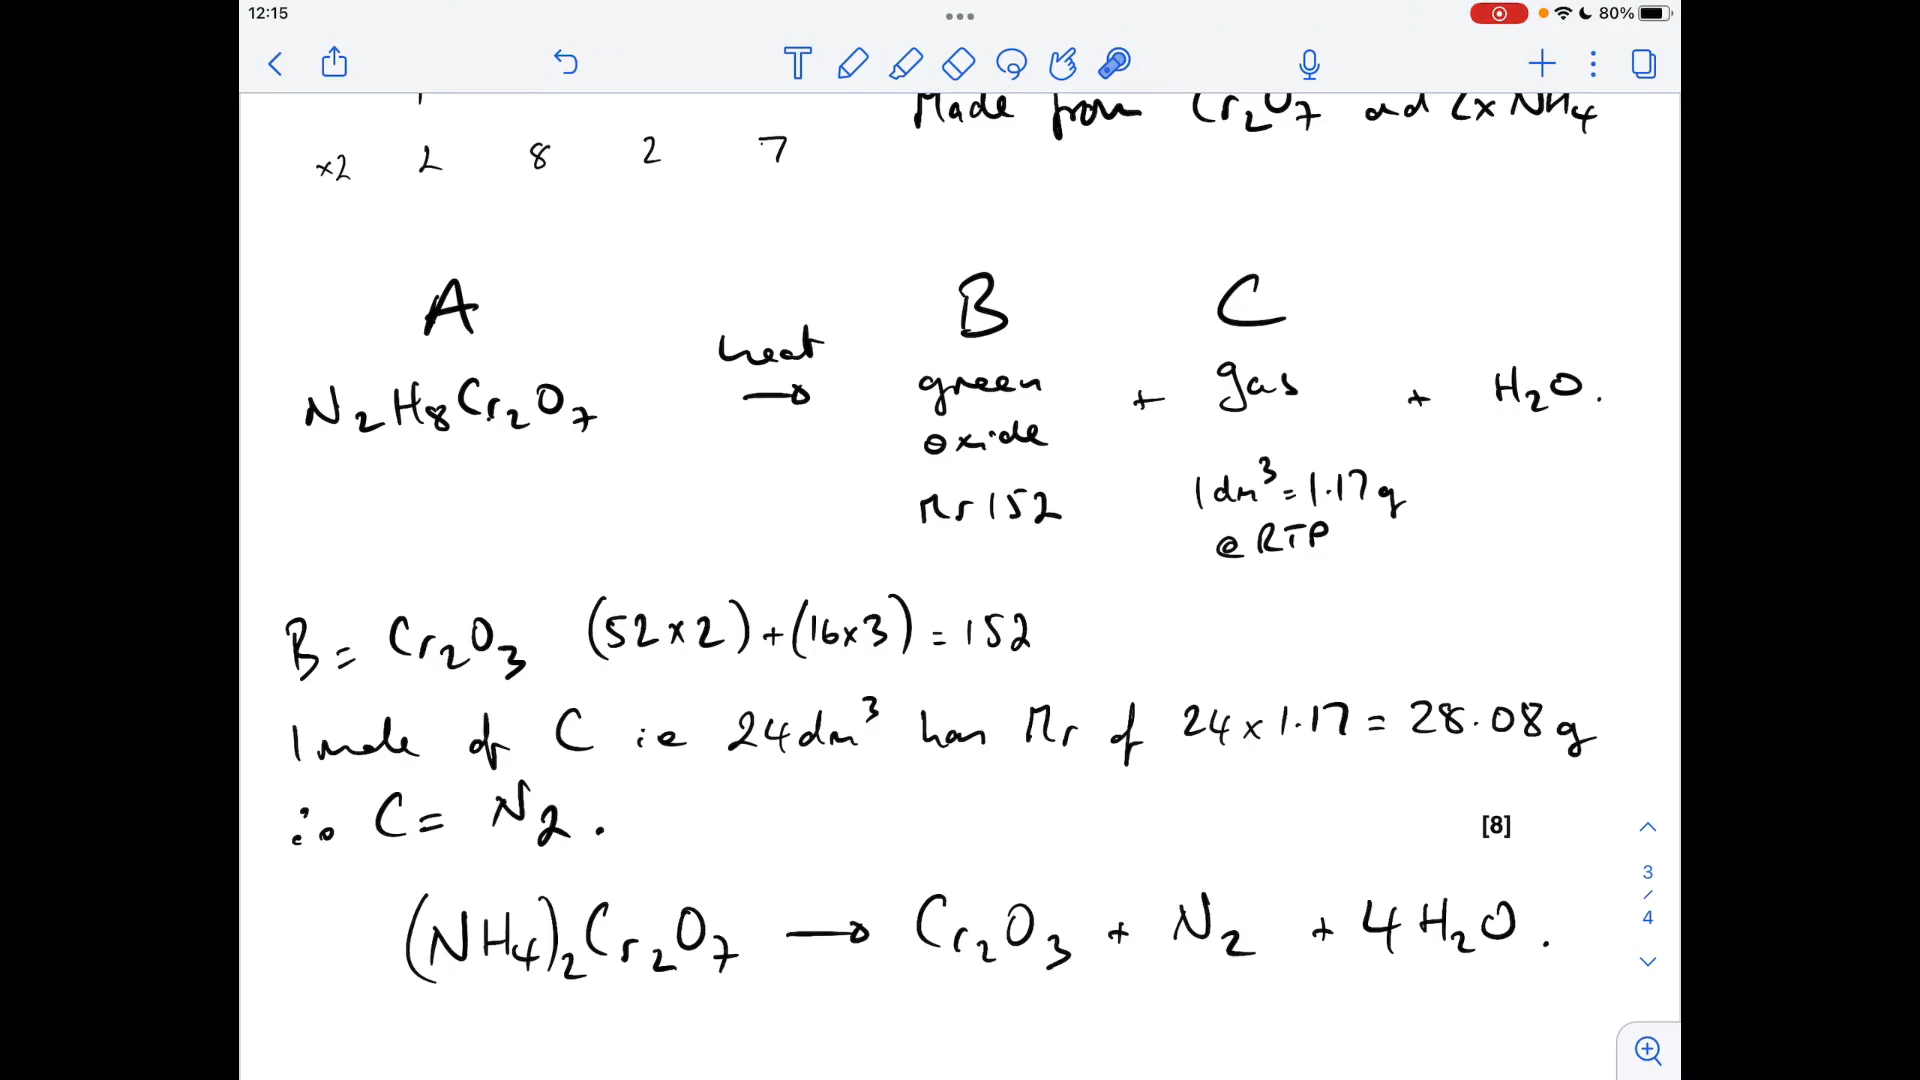 12:15
80%
T
Made from Cr₂O₇ and 2x NH₄
x2 2 8 2 7
A B C
N₂H₈Cr₂O₇ heat → green oxide + gas + H₂O.
Mr 152
1 dm³ = 1.17g
@ RTP
B = Cr₂O₃ (52x2)+(16x3) = 152
1 mole of C ie 24dm³ has Mr of 24 x 1.17 = 28.08g
∴ C = N₂.
[8]
3 / 4
(NH₄)₂Cr₂O₇ → Cr₂O₃ + N₂ + 4H₂O.